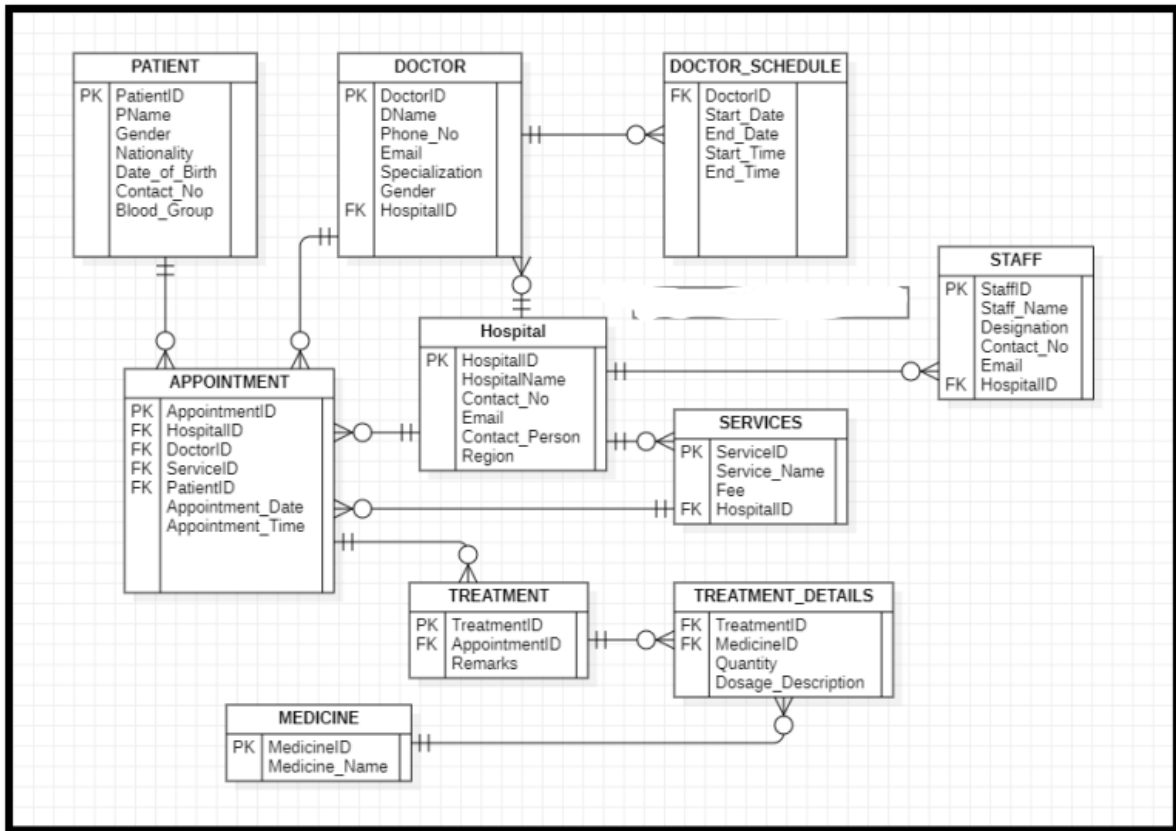 PATIENT
PK PatientID
PName
Gender
Nationality
Date_of_Birth
Contact_No
Blood_Group
DOCTOR
PK DoctorID
DName
Phone_No
Email
Specialization
Gender
FK HospitalID
DOCTOR_SCHEDULE
FK DoctorID
Start_Date
End_Date
Start_Time
End_Time
STAFF
PK StaffID
Staff_Name
Designation
Contact_No
Email
FK HospitalID
Hospital
PK HospitalID
HospitalName
Contact_No
Email
Contact_Person
Region
APPOINTMENT
PK AppointmentID
FK HospitalID
FK DoctorID
FK ServiceID
FK PatientID
Appointment_Date
Appointment_Time
SERVICES
PK ServiceID
Service_Name
Fee
FK HospitalID
TREATMENT
PK TreatmentID
FK AppointmentID
Remarks
TREATMENT_DETAILS
FK TreatmentID
FK MedicineID
Quantity
Dosage_Description
MEDICINE
PK MedicineID
Medicine_Name